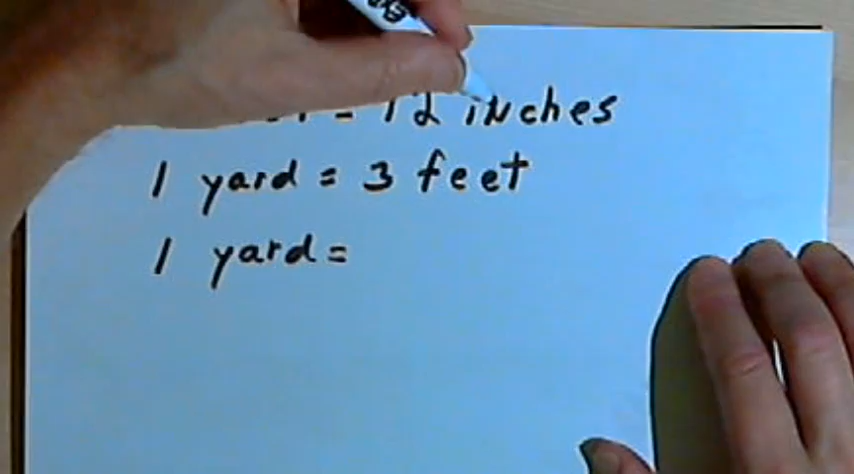 = 12 inches
1 yard = 3 feet
1 yard =